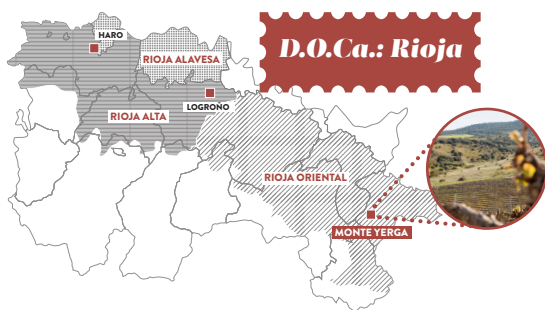 D.O.Ca.: Rioja
HARO
RIOJA ALAVESA
LOGROÑO
RIOJA ALTA
RIOJA ORIENTAL
MONTE YERGA